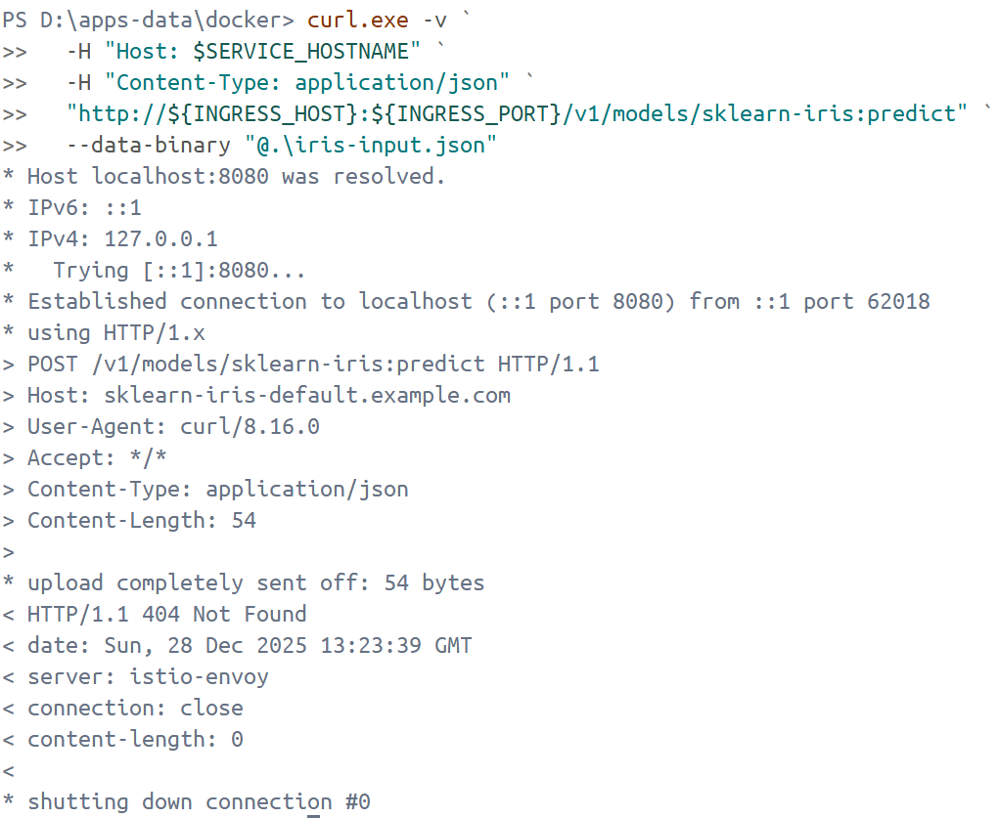 PS D:\apps-data\docker> curl.exe -v `
>>   -H "Host: $SERVICE_HOSTNAME" `
>>   -H "Content-Type: application/json" `
>>   "http://${INGRESS_HOST}:${INGRESS_PORT}/v1/models/sklearn-iris:predict" `
>>   --data-binary "@.\iris-input.json"
* Host localhost:8080 was resolved.
* IPv6: ::1
* IPv4: 127.0.0.1
*   Trying [::1]:8080...
* Established connection to localhost (::1 port 8080) from ::1 port 62018
* using HTTP/1.x
> POST /v1/models/sklearn-iris:predict HTTP/1.1
> Host: sklearn-iris-default.example.com
> User-Agent: curl/8.16.0
> Accept: */*
> Content-Type: application/json
> Content-Length: 54
>
* upload completely sent off: 54 bytes
< HTTP/1.1 404 Not Found
< date: Sun, 28 Dec 2025 13:23:39 GMT
< server: istio-envoy
< connection: close
< content-length: 0
<
* shutting down connection #0